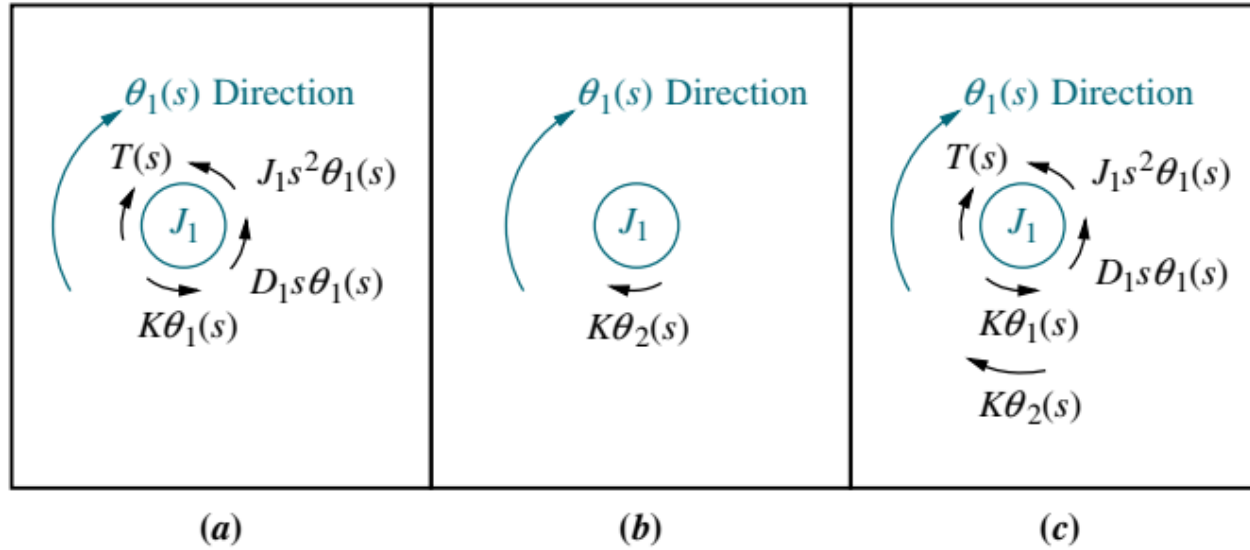 θ₁(s) Direction
T(s)
J₁s²θ₁(s)
J₁
D₁sθ₁(s)
Kθ₁(s)
(a)
θ₁(s) Direction
J₁
Kθ₂(s)
(b)
θ₁(s) Direction
T(s)
J₁s²θ₁(s)
J₁
D₁sθ₁(s)
Kθ₁(s)
Kθ₂(s)
(c)